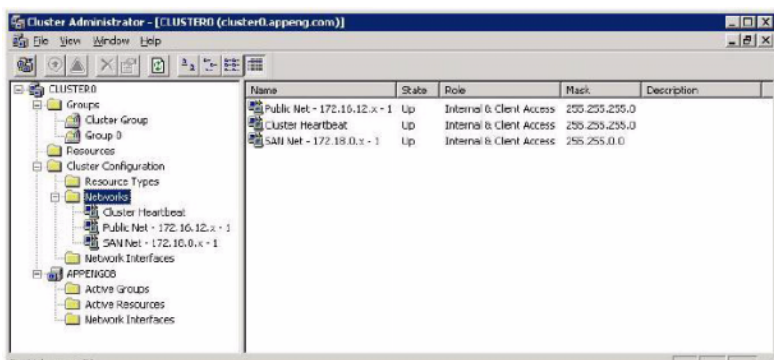 Cluster Administrator - [CLUSTER0 (cluster0.appeng.com)]
File View Window Help
CLUSTER0
Groups
Cluster Group
Group 0
Resources
Cluster Configuration
Resource Types
Networks
Cluster Heartbeat
Public Net - 172.16.12.x - 1
SAN Net - 172.18.0.x - 1
Network Interfaces
APPENG08
Active Groups
Active Resources
Network Interfaces
Name State Role Mask Description
Public Net - 172.16.12.x - 1 Up Internal & Client Access 255.255.255.0
Cluster Heartbeat Up Internal & Client Access 255.255.255.0
SAN Net - 172.18.0.x - 1 Up Internal & Client Access 255.255.0.0